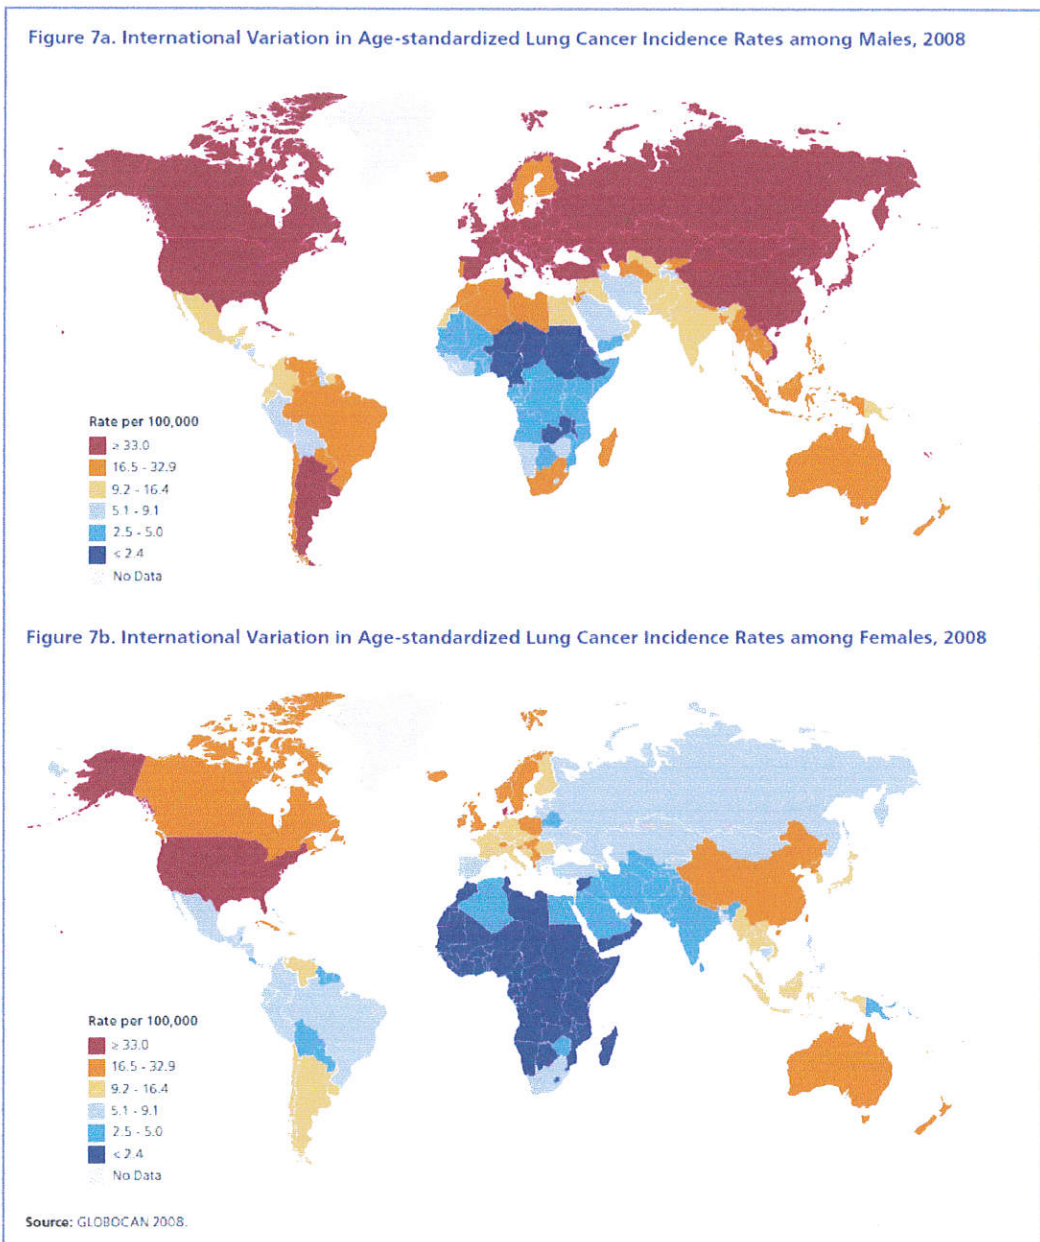 Figure 7a. International Variation in Age-standardized Lung Cancer Incidence Rates among Males, 2008
Rate per 100,000
≥ 33.0
16.5 - 32.9
9.2 - 16.4
5.1 - 9.1
2.5 - 5.0
< 2.4
No Data
Figure 7b. International Variation in Age-standardized Lung Cancer Incidence Rates among Females, 2008
Rate per 100,000
≥ 33.0
16.5 - 32.9
9.2 - 16.4
5.1 - 9.1
2.5 - 5.0
< 2.4
No Data
Source: GLOBOCAN 2008.